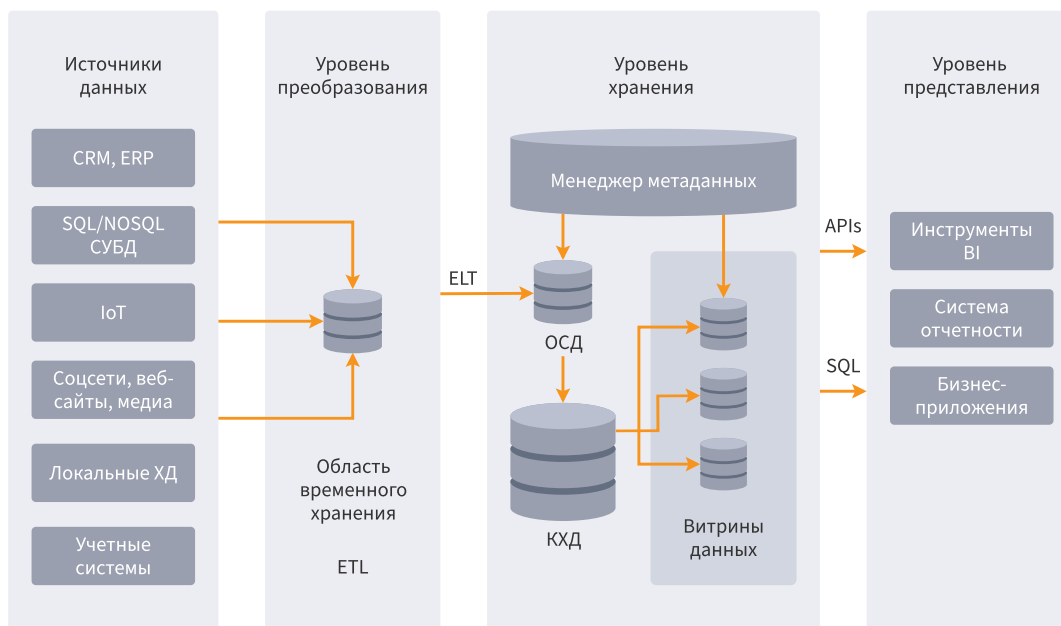 Источники
данных
CRM, ERP
SQL/NOSQL
СУБД
IoT
Соцсети, веб-
сайты, медиа
Локальные ХД
Учетные
системы
Уровень
преобразования
Область
временного
хранения
ETL
ELT
Уровень
хранения
Менеджер метаданных
ОСД
КХД
Витрины
данных
APIs
SQL
Уровень
представления
Инструменты
BI
Система
отчетности
Бизнес-
приложения